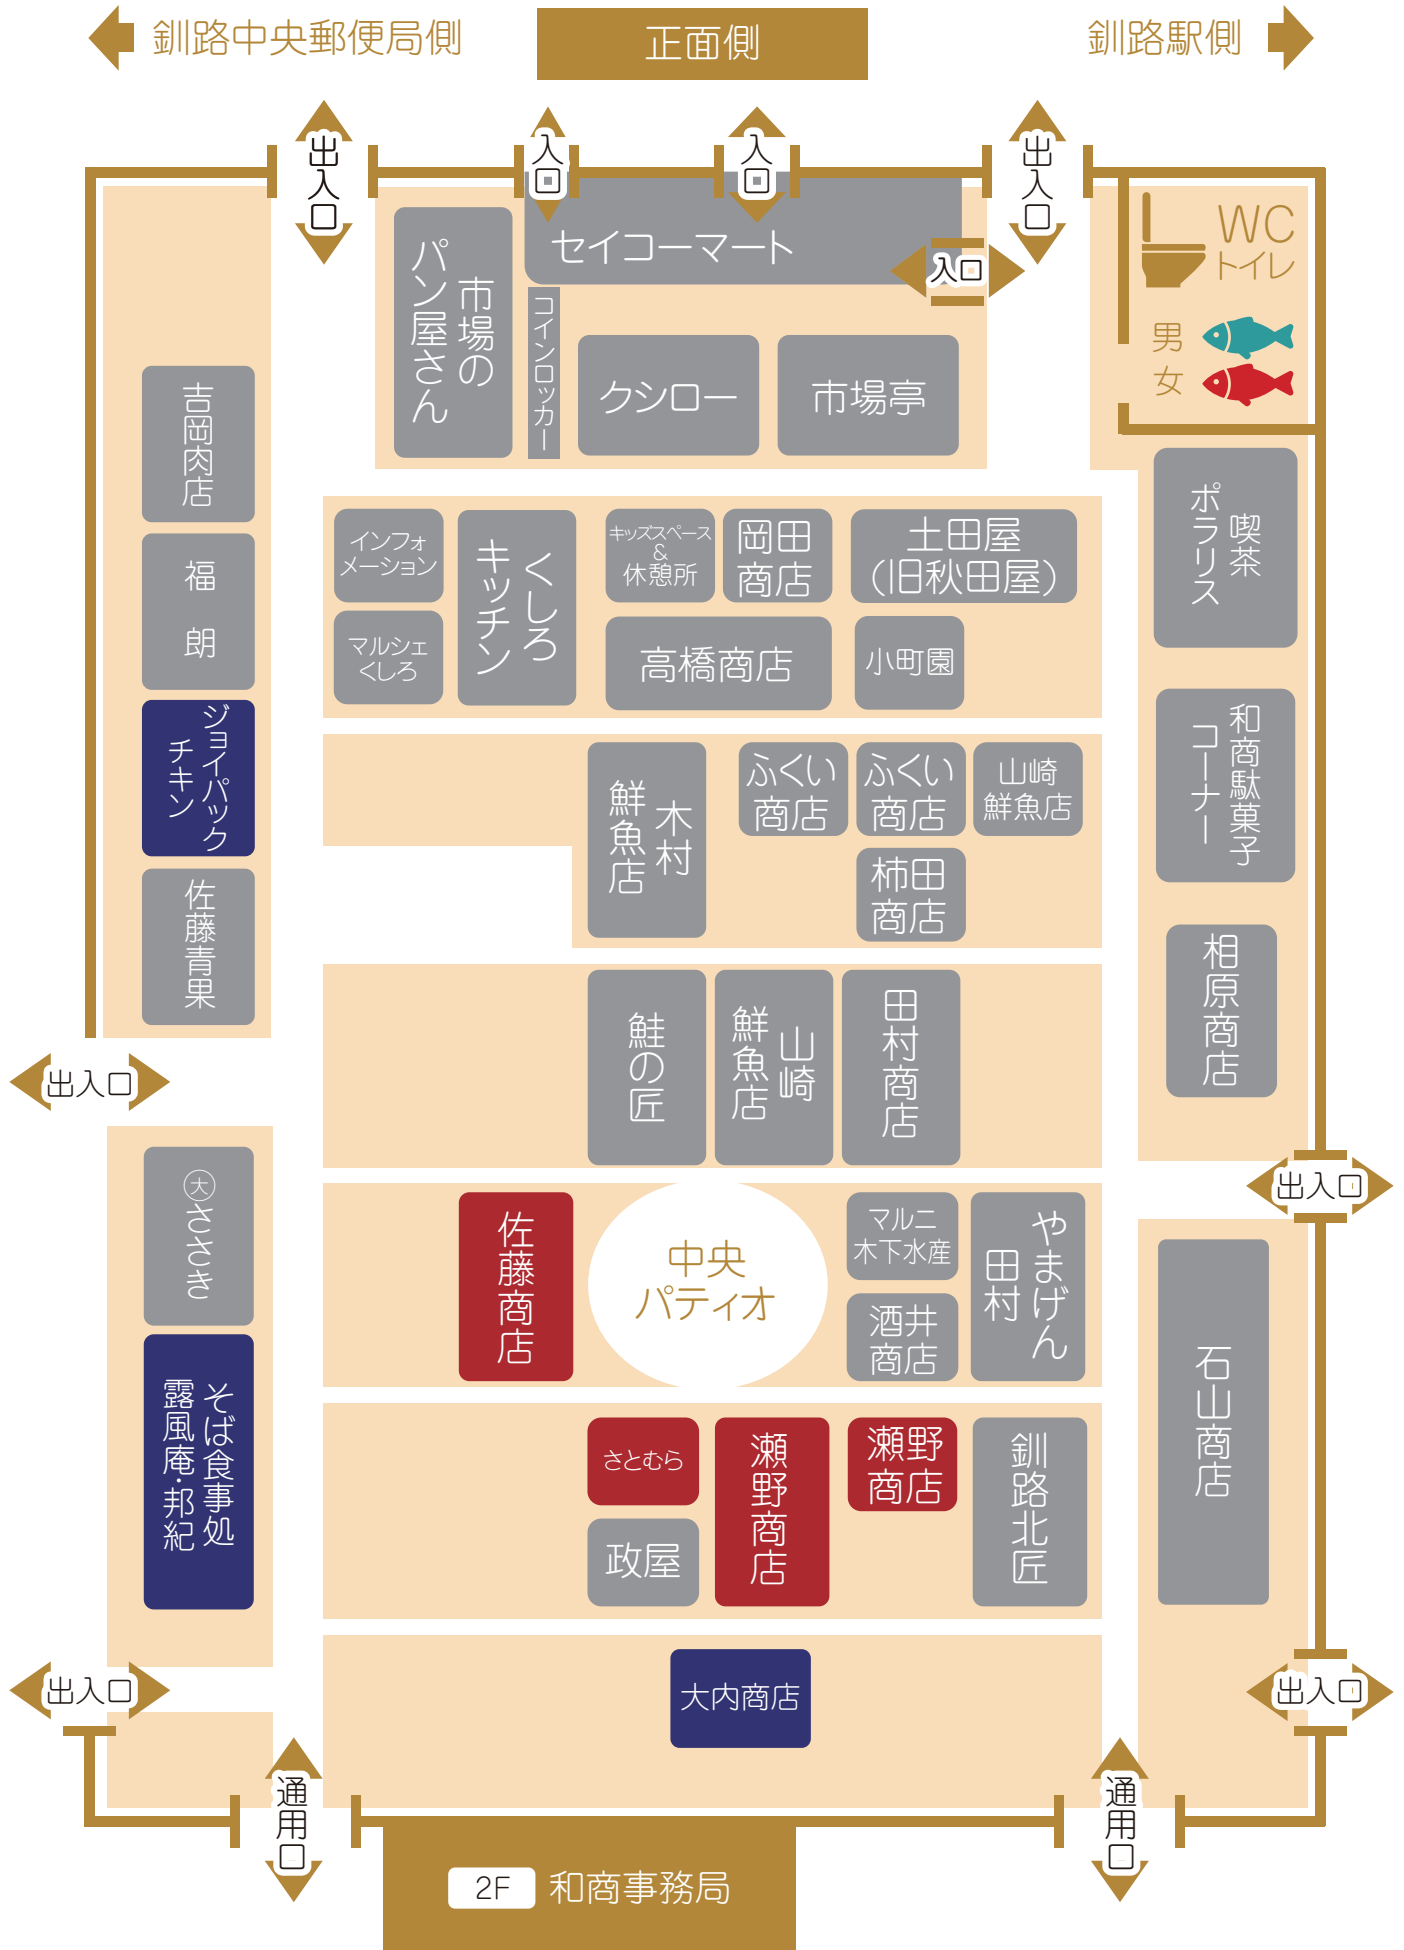 釧路中央郵便局側
正面側
釧路駅側
出入口
入口
入口
出入口
セイコーマート
入口
WC
トイレ
男
女
市場の
パン屋さん
コインロッカー
クシロー
市場亭
吉岡肉店
福朗
ジョイパック
チキン
佐藤青果
インフォ
メーション
マルシェ
くしろ
くしろ
キッチン
キッズスペース
&
休憩所
岡田
商店
土田屋
(旧秋田屋)
高橋商店
小町園
喫茶
ポラリス
和商駄菓子
コーナー
相原商店
木村
鮮魚店
ふくい
商店
ふくい
商店
山崎
鮮魚店
柿田
商店
鮭の匠
山崎
鮮魚店
田村商店
出入口
出入口
大ささき
そば食事処
露風庵・邦紀
佐藤商店
中央
パティオ
マルニ
木下水産
酒井
商店
やまげん
田村
石山商店
さとむら
政屋
瀬野商店
瀬野
商店
釧路北匠
大内商店
出入口
出入口
通用口
通用口
2F 和商事務局